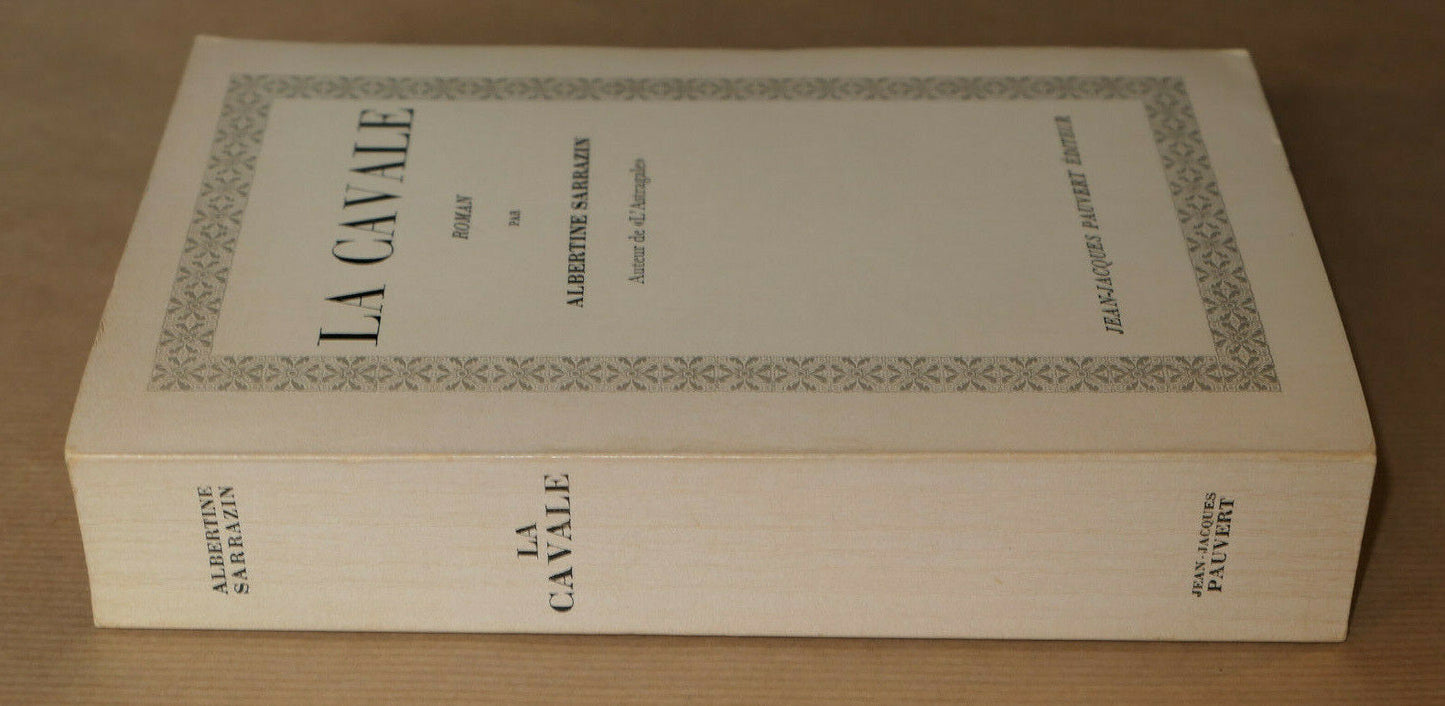 LA CAVALE
ROMAN
PAR
ALBERTINE SARRAZIN
Auteur de «L'Astragale»
JEAN-JACQUES PAUVERT ÉDITEUR
ALBERTINE
SARRAZIN
LA
CAVALE
JEAN-JACQUES
PAUVERT